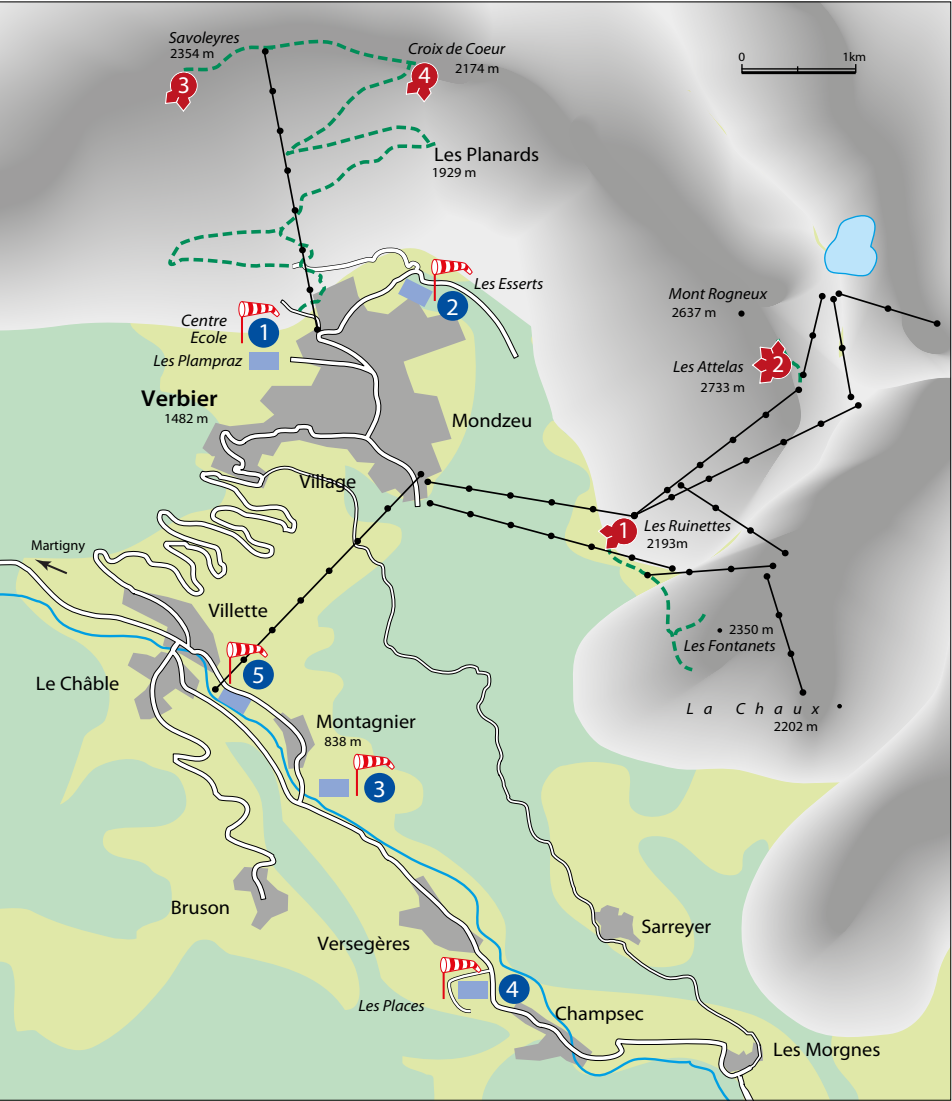 Savoleyres
2354 m
3
Croix de Coeur
4
2174 m
0 1km
Les Planards
1929 m
Les Esserts
2
Centre
Ecole
1
Les Plampraz
Mont Rogneux
2637 m
Les Attelas
2
2733 m
Verbier
1482 m
Mondzeu
Village
1
Les Ruinettes
2193m
Martigny
Villette
2350 m
Les Fontanets
5
Le Châble
La Chaux
2202 m
Montagnier
838 m
3
Bruson
Versegères
Sarreyer
4
Les Places
Champsec
Les Morgnes